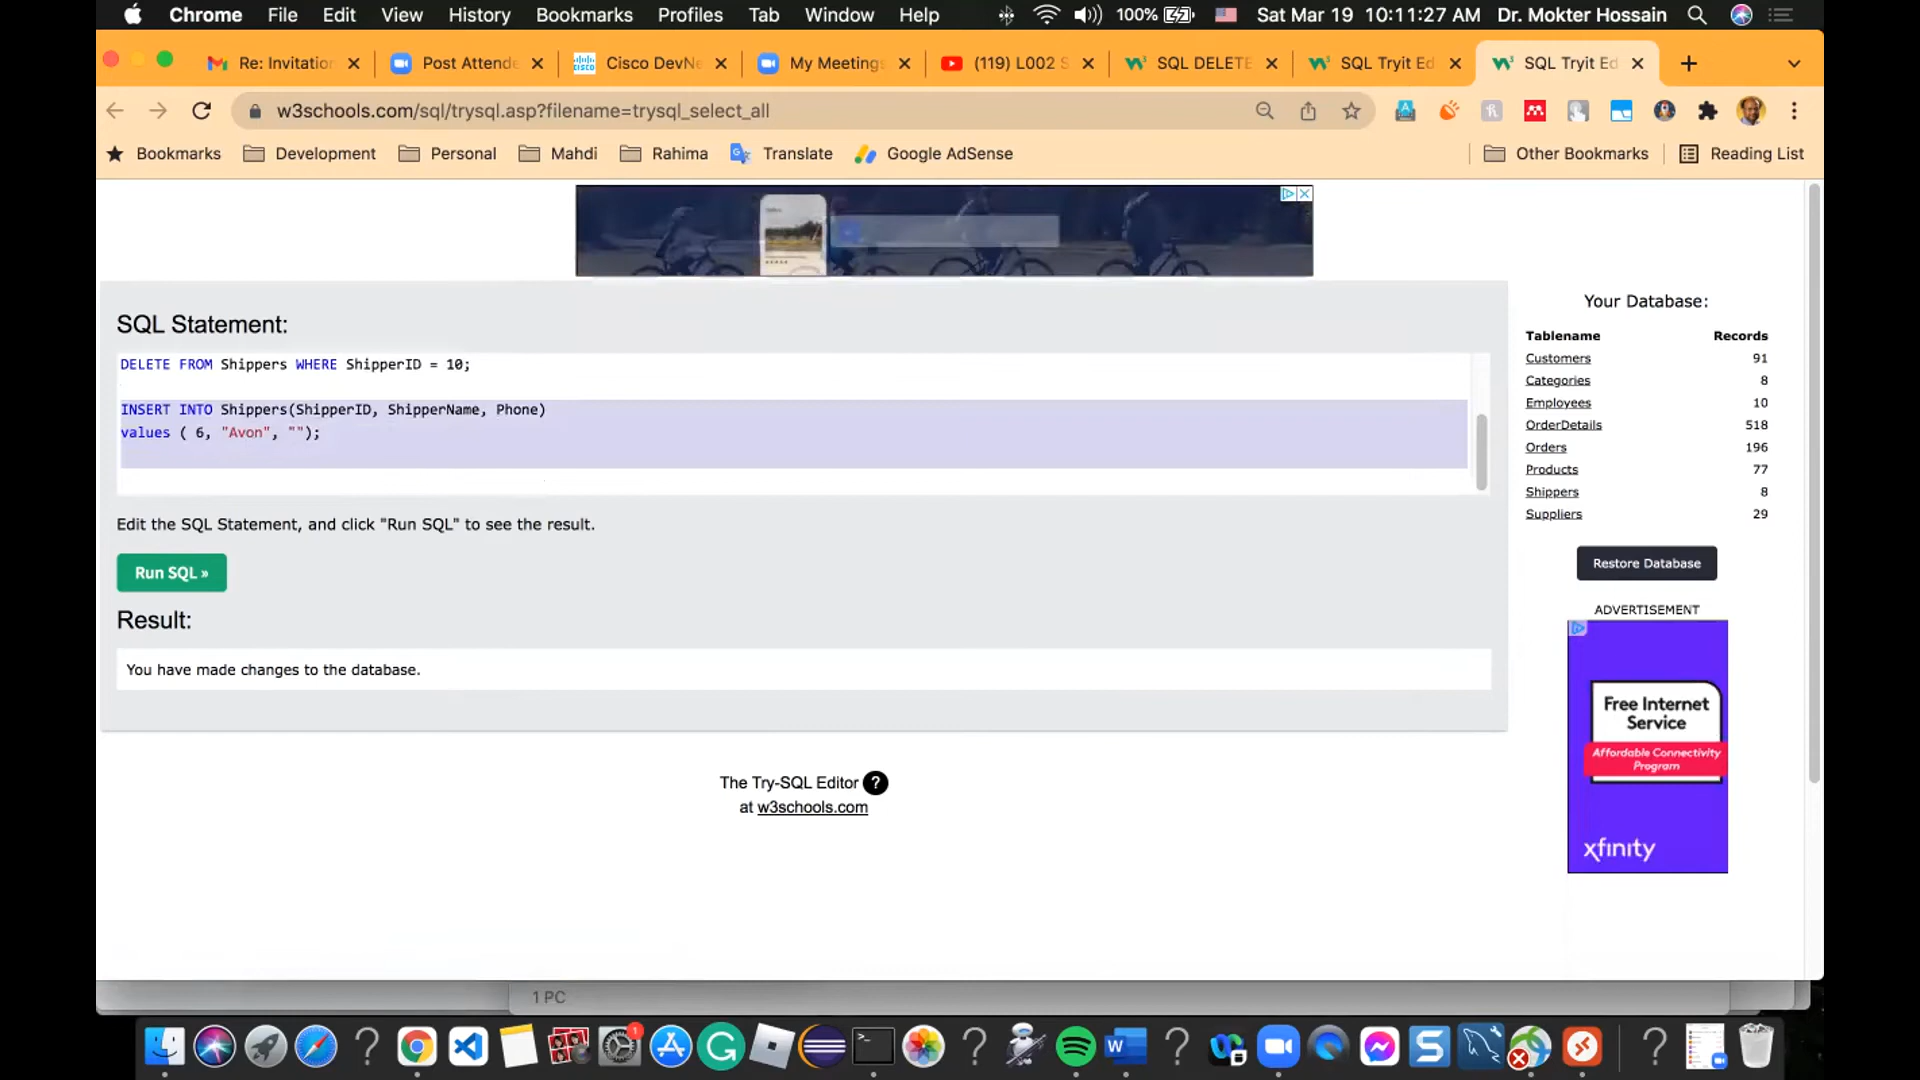 Chrome File Edit View History Bookmarks Profiles Tab Window Help 100% Sat Mar 19 10:11:27 AM Dr. Mokter Hossain
Re: Invitation Post Attende Cisco DevNe My Meetings (119) L002 S SQL DELETE SQL Tryit Ed SQL Tryit Ed
w3schools.com/sql/trysql.asp?filename=trysql_select_all
Bookmarks Development Personal Mahdi Rahima Translate Google AdSense Other Bookmarks Reading List
SQL Statement:
DELETE FROM Shippers WHERE ShipperID = 10;
INSERT INTO Shippers(ShipperID, ShipperName, Phone)
values ( 6, "Avon", "");
Edit the SQL Statement, and click "Run SQL" to see the result.
Run SQL »
Result:
You have made changes to the database.
The Try-SQL Editor ?
at w3schools.com
Your Database:
Tablename Records
Customers 91
Categories 8
Employees 10
OrderDetails 518
Orders 196
Products 77
Shippers 8
Suppliers 29
Restore Database
ADVERTISEMENT
Free Internet
Service
Affordable Connectivity
Program
xfinity
1 PC